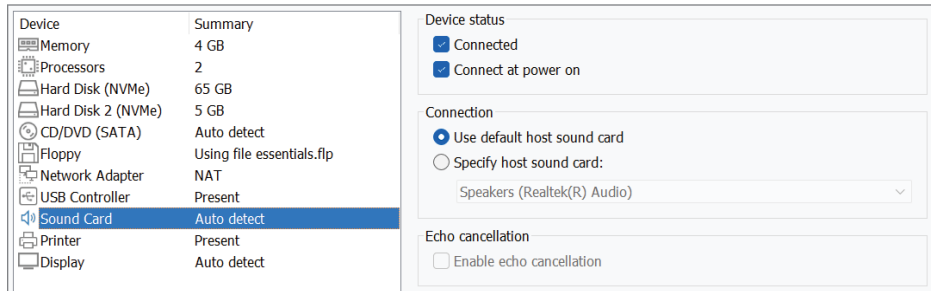 Device Summary
Memory 4 GB
Processors 2
Hard Disk (NVMe) 65 GB
Hard Disk 2 (NVMe) 5 GB
CD/DVD (SATA) Auto detect
Floppy Using file essentials.flp
Network Adapter NAT
USB Controller Present
Sound Card Auto detect
Printer Present
Display Auto detect
Device status
Connected
Connect at power on
Connection
Use default host sound card
Specify host sound card:
Speakers (Realtek(R) Audio)
Echo cancellation
Enable echo cancellation